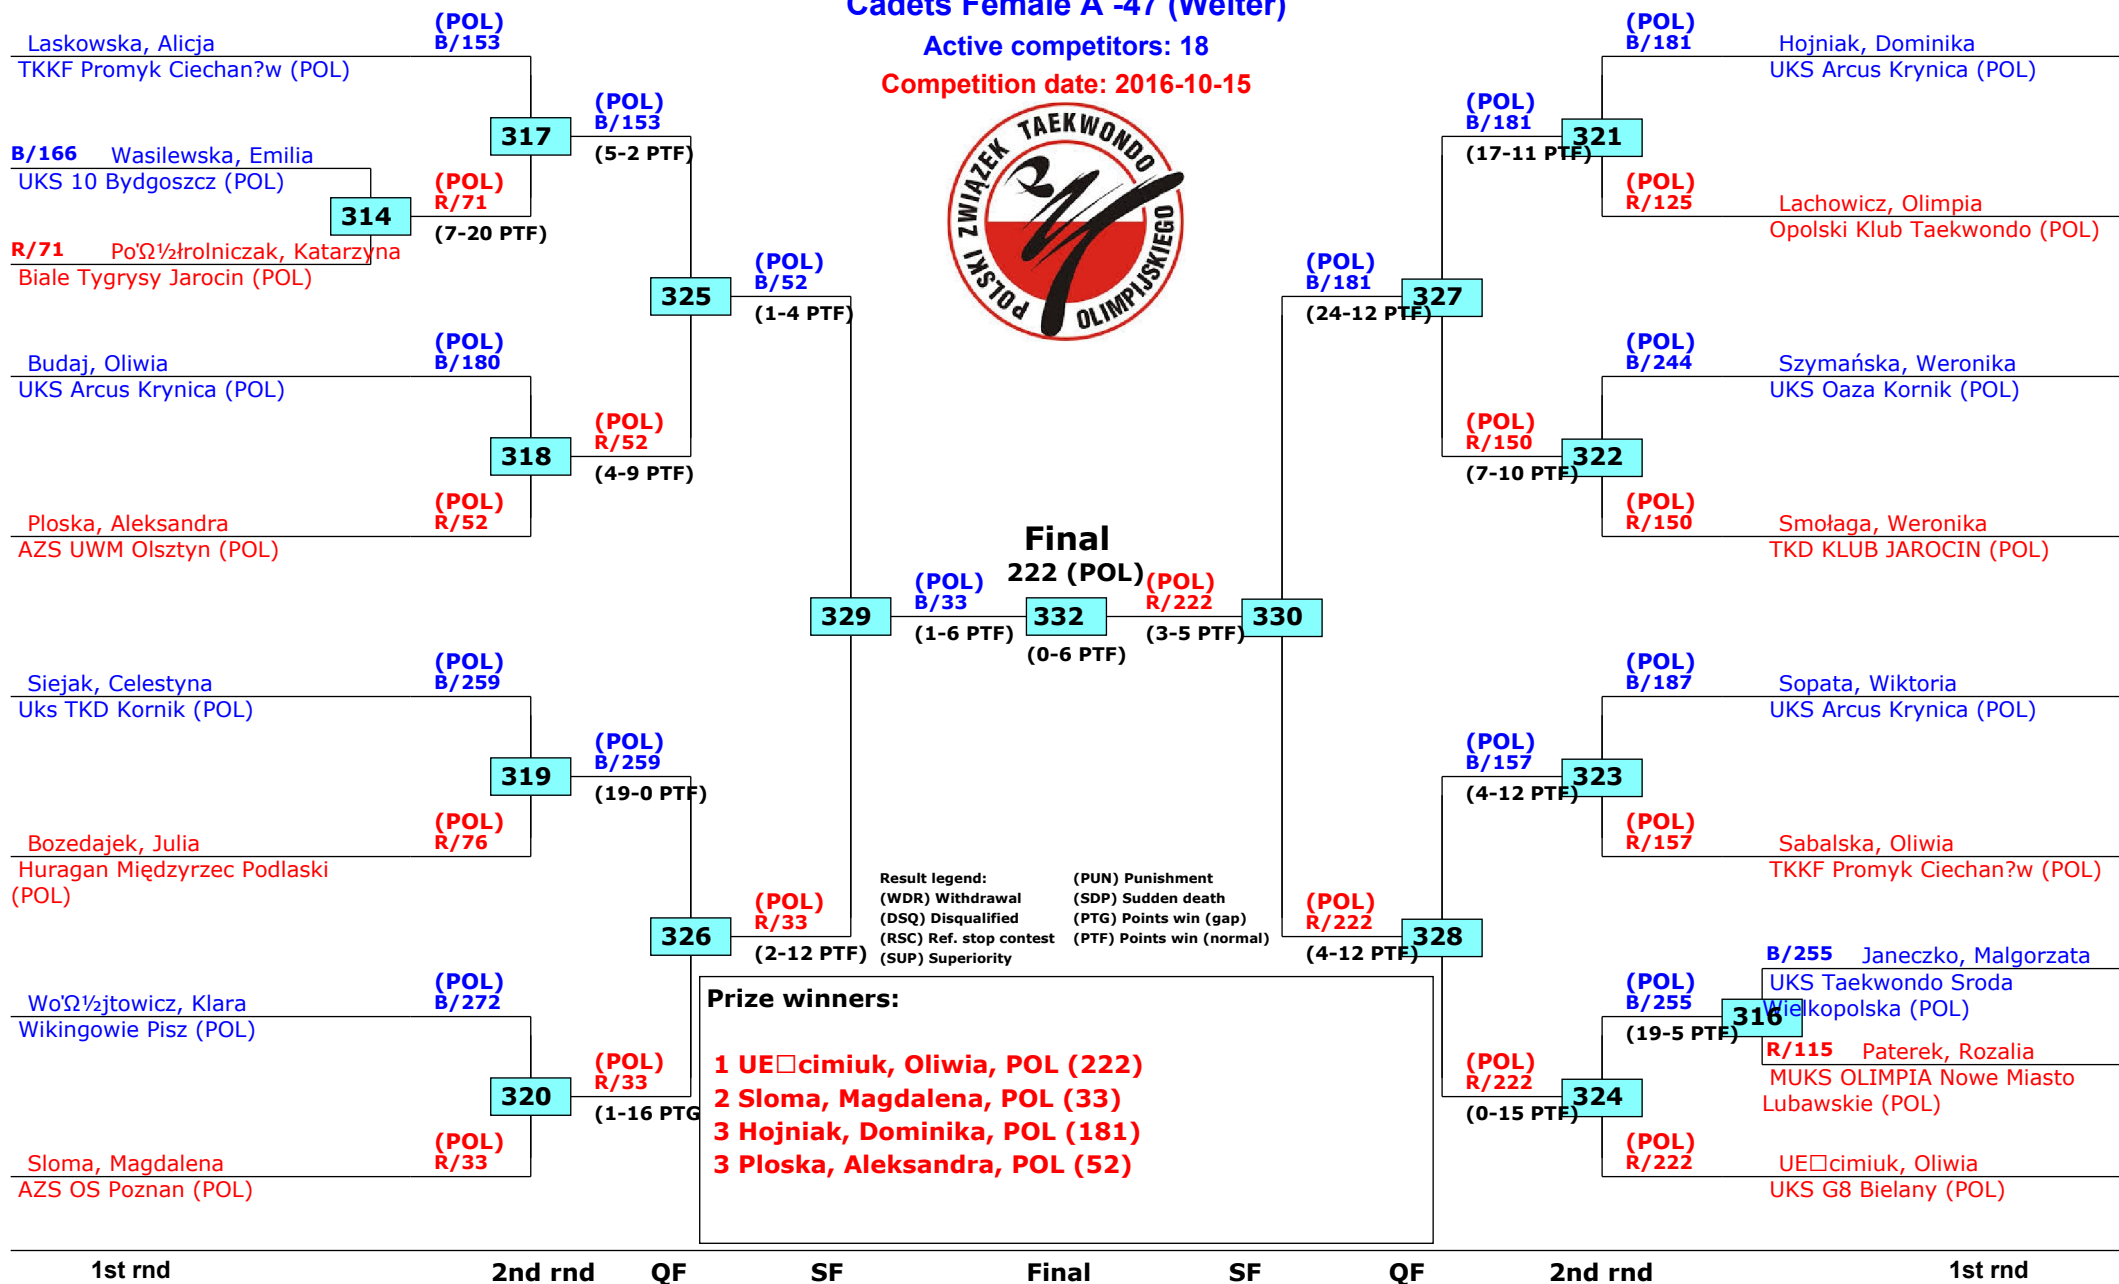 Cadets Female A -47 (Welter)
Active competitors: 18
Competition date: 2016-10-15
POLSKI ZWIĄZEK TAEKWONDO OLIMPIJSKIEGO
(POL)
B/153
Laskowska, Alicja
TKKF Promyk Ciechan?w (POL)
B/166 Wasilewska, Emilia
UKS 10 Bydgoszcz (POL)
314
R/71 Po'Ω½łrolniczak, Katarzyna
Biale Tygrysy Jarocin (POL)
(POL)
R/71
(7-20 PTF)
317
(POL)
B/153
(5-2 PTF)
(POL)
B/180
Budaj, Oliwia
UKS Arcus Krynica (POL)
318
(POL)
R/52
(4-9 PTF)
(POL)
R/52
Ploska, Aleksandra
AZS UWM Olsztyn (POL)
325
(POL)
B/52
(1-4 PTF)
(POL)
B/259
Siejak, Celestyna
Uks TKD Kornik (POL)
319
(POL)
B/259
(19-0 PTF)
(POL)
R/76
Bozedajek, Julia
Huragan Międzyrzec Podlaski
(POL)
326
(POL)
R/33
(2-12 PTF)
(POL)
B/272
Wo'Ω½jtowicz, Klara
Wikingowie Pisz (POL)
320
(POL)
R/33
(1-16 PTG
(POL)
R/33
Sloma, Magdalena
AZS OS Poznan (POL)
329
(POL)
B/33
(1-6 PTF)
Final
222 (POL)
332
(0-6 PTF)
(POL)
R/222
(3-5 PTF)
330
(POL)
B/181
Hojniak, Dominika
UKS Arcus Krynica (POL)
(POL)
B/181
(17-11 PTF)
321
(POL)
R/125
Lachowicz, Olimpia
Opolski Klub Taekwondo (POL)
(POL)
B/181
(24-12 PTF)
327
(POL)
B/244
Szymańska, Weronika
UKS Oaza Kornik (POL)
(POL)
R/150
(7-10 PTF)
322
(POL)
R/150
Smołaga, Weronika
TKD KLUB JAROCIN (POL)
(POL)
B/187
Sopata, Wiktoria
UKS Arcus Krynica (POL)
(POL)
B/157
(4-12 PTF)
323
(POL)
R/157
Sabalska, Oliwia
TKKF Promyk Ciechan?w (POL)
(POL)
R/222
(4-12 PTF)
328
B/255 Janeczko, Malgorzata
UKS Taekwondo Sroda
Wielkopolska (POL)
(POL)
B/255
(19-5 PTF)
316
R/115 Paterek, Rozalia
MUKS OLIMPIA Nowe Miasto
Lubawskie (POL)
(POL)
R/222
(0-15 PTF)
324
(POL)
R/222
UE□cimiuk, Oliwia
UKS G8 Bielany (POL)
Result legend:
(WDR) Withdrawal
(DSQ) Disqualified
(RSC) Ref. stop contest
(SUP) Superiority
(PUN) Punishment
(SDP) Sudden death
(PTG) Points win (gap)
(PTF) Points win (normal)
Prize winners:
1 UE□cimiuk, Oliwia, POL (222)
2 Sloma, Magdalena, POL (33)
3 Hojniak, Dominika, POL (181)
3 Ploska, Aleksandra, POL (52)
1st rnd 2nd rnd QF SF Final SF QF 2nd rnd 1st rnd